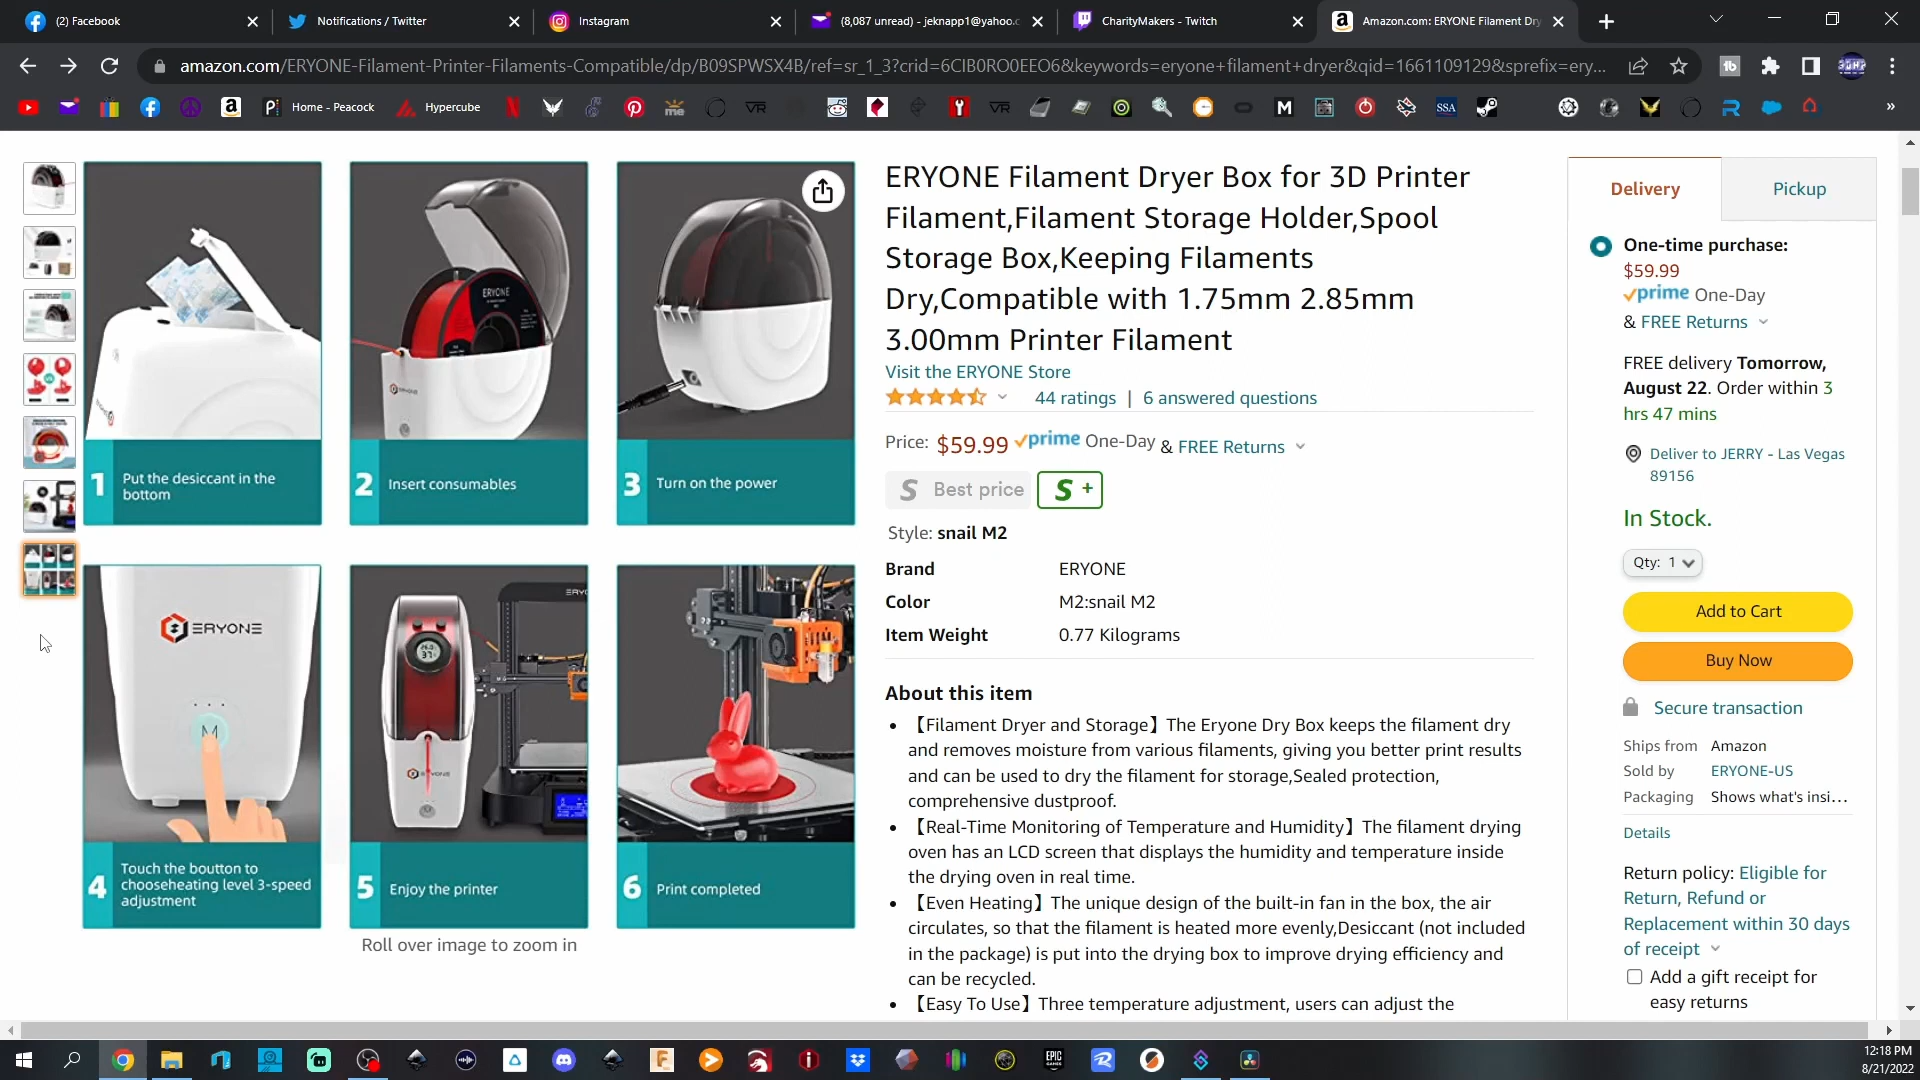 (2) Facebook
Notifications / Twitter
Instagram
(8,087 unread) - jeknapp1@yahoo.c
CharityMakers - Twitch
Amazon.com: ERYONE Filament Dry
amazon.com/ERYONE-Filament-Printer-Filaments-Compatible/dp/B09SPWSX4B/ref=sr_1_3?crid=6CIB0RO0EEO6&keywords=eryone+filament+dryer&qid=1661109129&sprefix=ery...
Home - Peacock
Hypercube
me
VR
VR
M
SSA
»
ERYONE Filament Dryer Box for 3D Printer
Filament,Filament Storage Holder,Spool
Storage Box,Keeping Filaments
Dry,Compatible with 1.75mm 2.85mm
3.00mm Printer Filament
Visit the ERYONE Store
44 ratings | 6 answered questions
Price: $59.99 prime One-Day & FREE Returns
S Best price S +
Style: snail M2
Brand ERYONE
Color M2:snail M2
Item Weight 0.77 Kilograms
About this item
• 【Filament Dryer and Storage】The Eryone Dry Box keeps the filament dry
and removes moisture from various filaments, giving you better print results
and can be used to dry the filament for storage,Sealed protection,
comprehensive dustproof.
• 【Real-Time Monitoring of Temperature and Humidity】The filament drying
oven has an LCD screen that displays the humidity and temperature inside
the drying oven in real time.
• 【Even Heating】The unique design of the built-in fan in the box, the air
circulates, so that the filament is heated more evenly,Desiccant (not included
in the package) is put into the drying box to improve drying efficiency and
can be recycled.
• 【Easy To Use】Three temperature adjustment, users can adjust the
ERYONE
1 Put the desiccant in the
bottom
2 Insert consumables
3 Turn on the power
ERYONE
M
4 Touch the boutton to
chooseheating level 3-speed
adjustment
5 Enjoy the printer
6 Print completed
Roll over image to zoom in
Delivery
Pickup
One-time purchase:
$59.99
prime One-Day
& FREE Returns
FREE delivery Tomorrow,
August 22. Order within 3
hrs 47 mins
Deliver to JERRY - Las Vegas
89156
In Stock.
Qty: 1
Add to Cart
Buy Now
Secure transaction
Ships from Amazon
Sold by ERYONE-US
Packaging Shows what's insi...
Details
Return policy: Eligible for
Return, Refund or
Replacement within 30 days
of receipt
Add a gift receipt for
easy returns
12:18 PM
8/21/2022